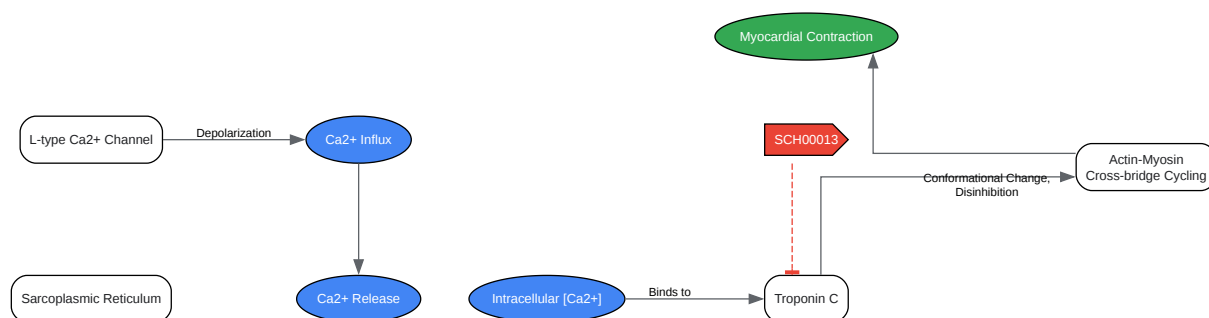 Myocardial Contraction
L-type Ca2+ Channel
Depolarization
Ca2+ Influx
SCH00013
Actin-Myosin
Cross-bridge Cycling
Conformational Change,
Disinhibition
Sarcoplasmic Reticulum
Ca2+ Release
Intracellular [Ca2+]
Binds to
Troponin C